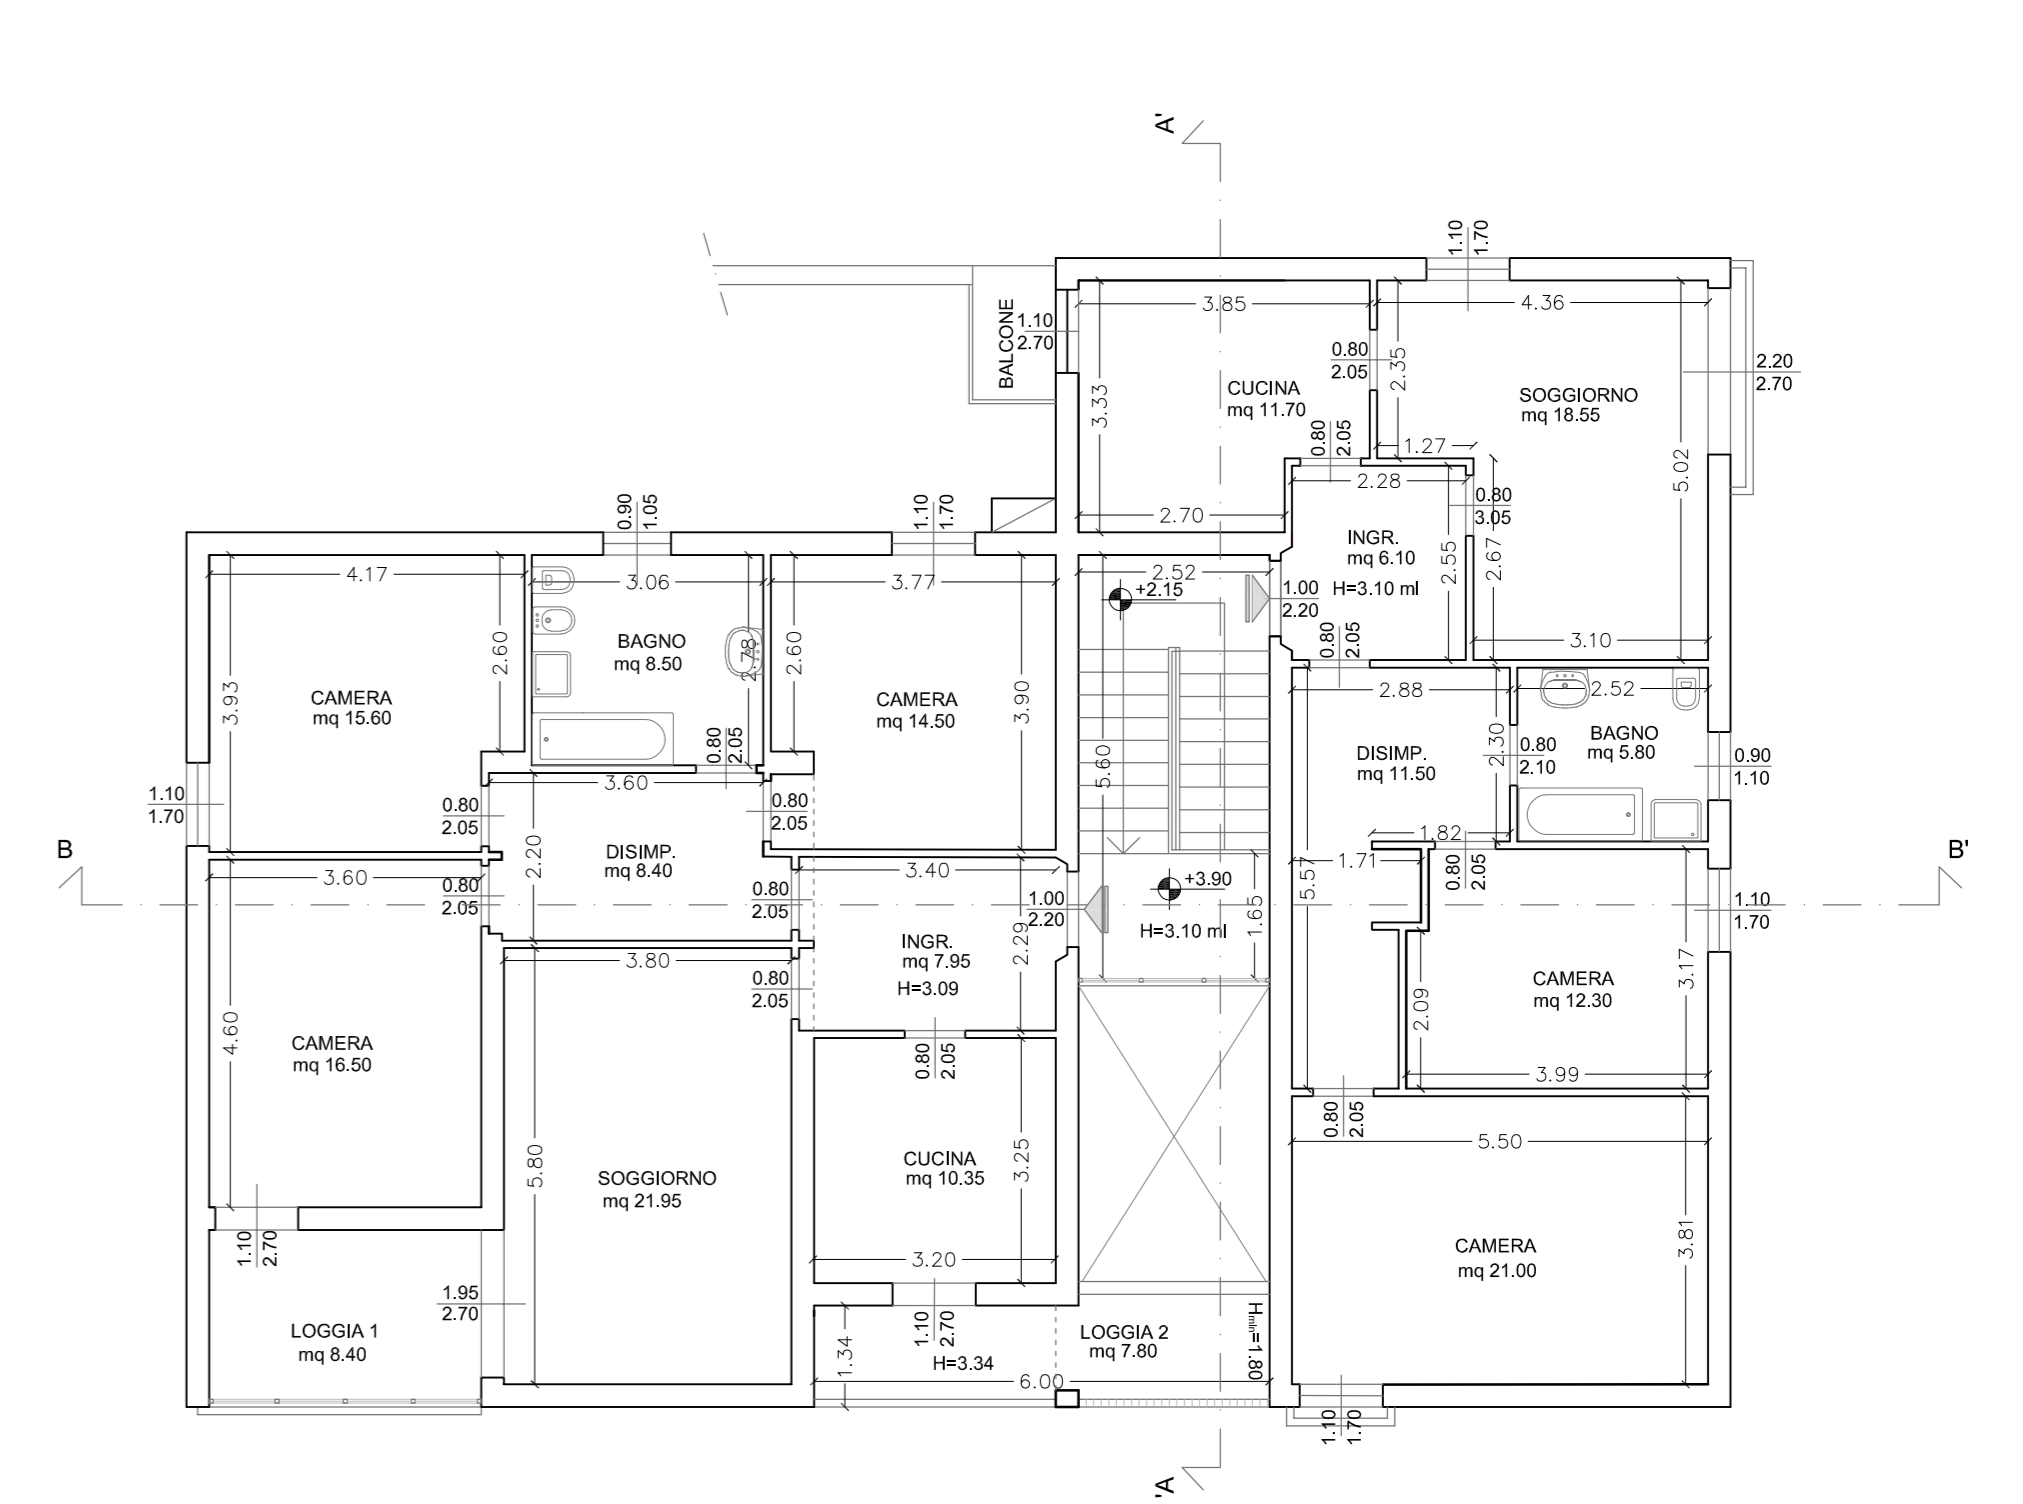 A'
1.10
1.70
BALCONE
1.10
2.70
3.85
4.36
2.20
2.70
0.80
2.05
2.35
3.33
CUCINA
mq 11.70
SOGGIORNO
mq 18.55
0.80
2.05
1.27
5.02
2.28
0.80
3.05
2.70
INGR.
mq 6.10
H=3.10 ml
2.55
2.67
0.90
1.05
1.10
1.70
4.17
3.06
3.77
2.52
+2.15
1.00
2.20
2.60
BAGNO
mq 8.50
2.78
2.60
0.80
2.05
3.10
3.93
CAMERA
mq 15.60
CAMERA
mq 14.50
3.90
2.88
2.52
0.80
2.05
2.30
BAGNO
mq 5.80
DISIMP.
mq 11.50
0.80
2.10
0.90
1.10
5.60
3.60
1.10
1.70
0.80
2.05
0.80
2.05
2.20
1.82
B
B'
DISIMP.
mq 8.40
1.71
0.80
2.05
5.57
3.60
0.80
2.05
0.80
2.05
3.40
1.00
2.20
+3.90
1.65
H=3.10 ml
1.10
1.70
INGR.
mq 7.95
H=3.09
2.29
3.80
0.80
2.05
CAMERA
mq 12.30
3.17
2.09
4.60
CAMERA
mq 16.50
0.80
2.05
3.99
0.80
2.05
5.50
5.80
SOGGIORNO
mq 21.95
CUCINA
mq 10.35
3.25
3.20
CAMERA
mq 21.00
3.81
1.10
2.70
1.95
2.70
LOGGIA 1
mq 8.40
1.10
2.70
1.34
H=3.34
LOGGIA 2
mq 7.80
Hmin=1.80
6.00
1.10
1.70
'A